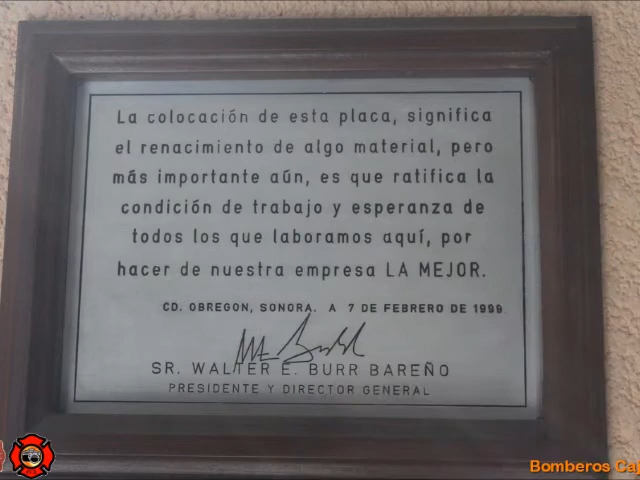 La colocación de esta placa, significa
el renacimiento de algo material, pero
más importante aún, es que ratifica la
condición de trabajo y esperanza de
todos los que laboramos aquí, por
hacer de nuestra empresa LA MEJOR.
CD. OBREGON, SONORA. A 7 DE FEBRERO DE 1999
SR. WALTER E. BURR BAREÑO
PRESIDENTE Y DIRECTOR GENERAL
Bomberos Caj